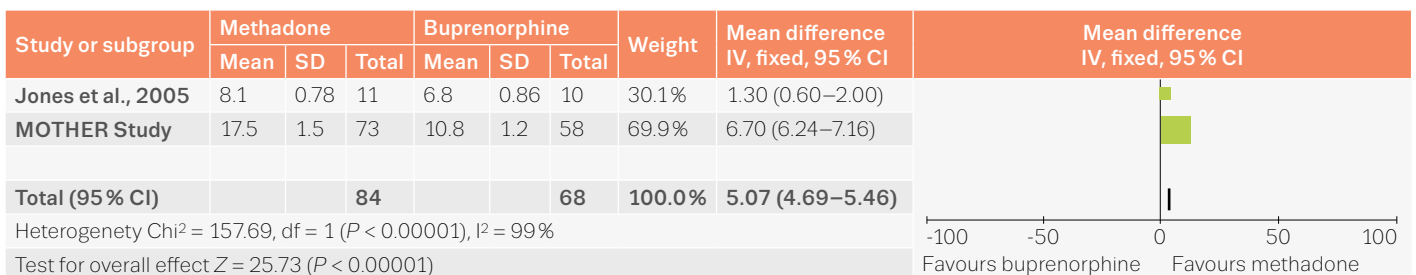 Study or subgroup Methadone Buprenorphine Weight Mean difference IV, fixed, 95% CI Mean difference IV, fixed, 95% CI
Mean SD Total Mean SD Total
Jones et al., 2005 8.1 0.78 11 6.8 0.86 10 30.1% 1.30 (0.60–2.00)
MOTHER Study 17.5 1.5 73 10.8 1.2 58 69.9% 6.70 (6.24–7.16)
Total (95% CI) 84 68 100.0% 5.07 (4.69–5.46)
Heterogenety Chi² = 157.69, df = 1 (P < 0.00001), I² = 99%
Test for overall effect Z = 25.73 (P < 0.00001)
-100 -50 0 50 100
Favours buprenorphine Favours methadone